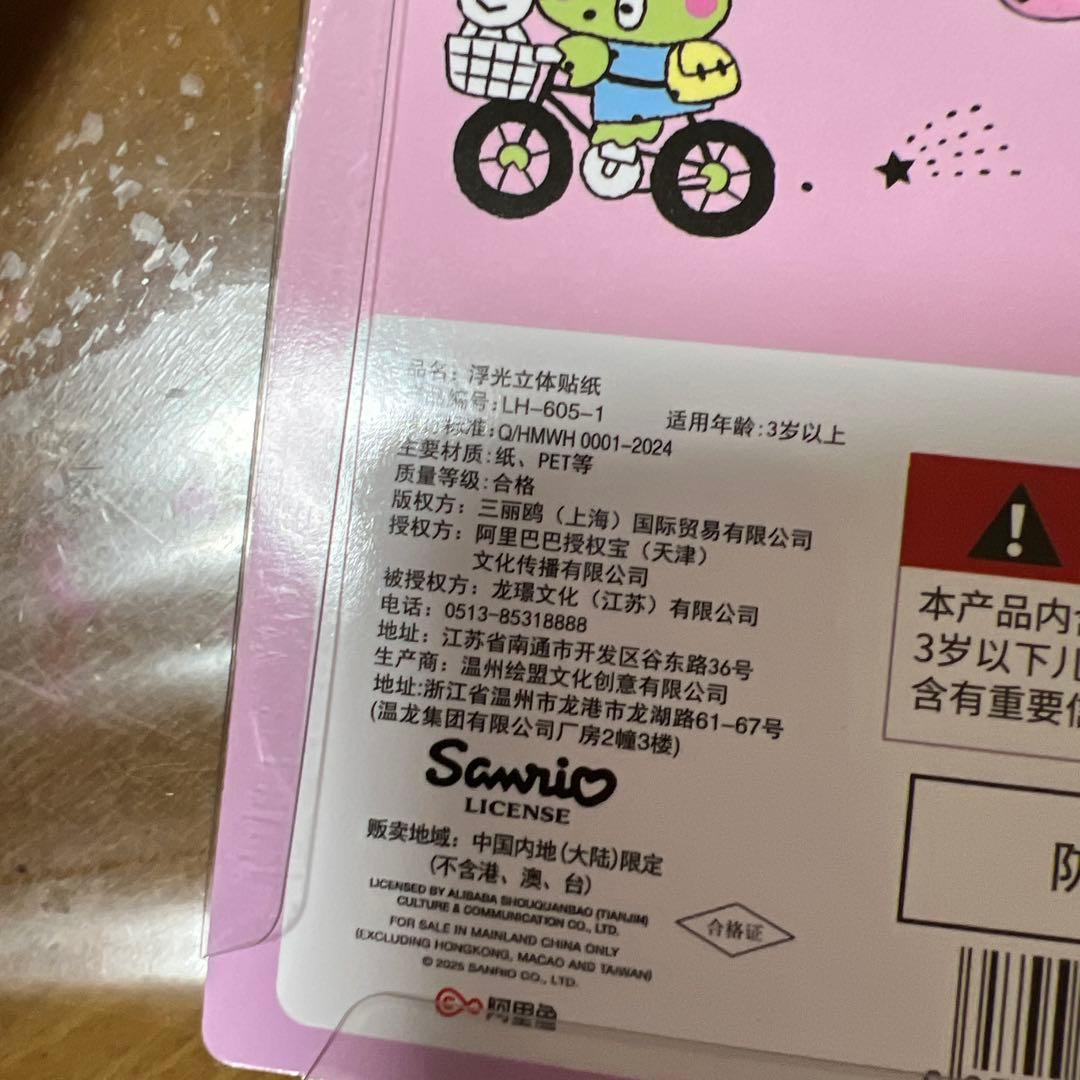 品名：浮光立体贴纸
编号:LH-605-1
适用年龄:3岁以上
标准:Q/HMWH 0001-2024
主要材质:纸、PET等
质量等级:合格
版权方：三丽鸥（上海）国际贸易有限公司
授权方：阿里巴巴授权宝（天津）
文化传播有限公司
被授权方：龙璟文化（江苏）有限公司
电话：0513-85318888
地址：江苏省南通市开发区谷东路36号
生产商：温州绘盟文化创意有限公司
地址:浙江省温州市龙港市龙湖路61-67号
(温龙集团有限公司厂房2幢3楼)
Sanrio
LICENSE
贩卖地域：中国内地(大陆)限定
(不含港、澳、台)
LICENSED BY ALIBABA SHOUQUANBAO (TIANJIN)
CULTURE & COMMUNICATION CO., LTD.
FOR SALE IN MAINLAND CHINA ONLY
(EXCLUDING HONGKONG, MACAO AND TAIWAN)
© 2025 SANRIO CO., LTD.
阿里鱼
合格证
!
本产品内
3岁以下儿
含有重要信
防